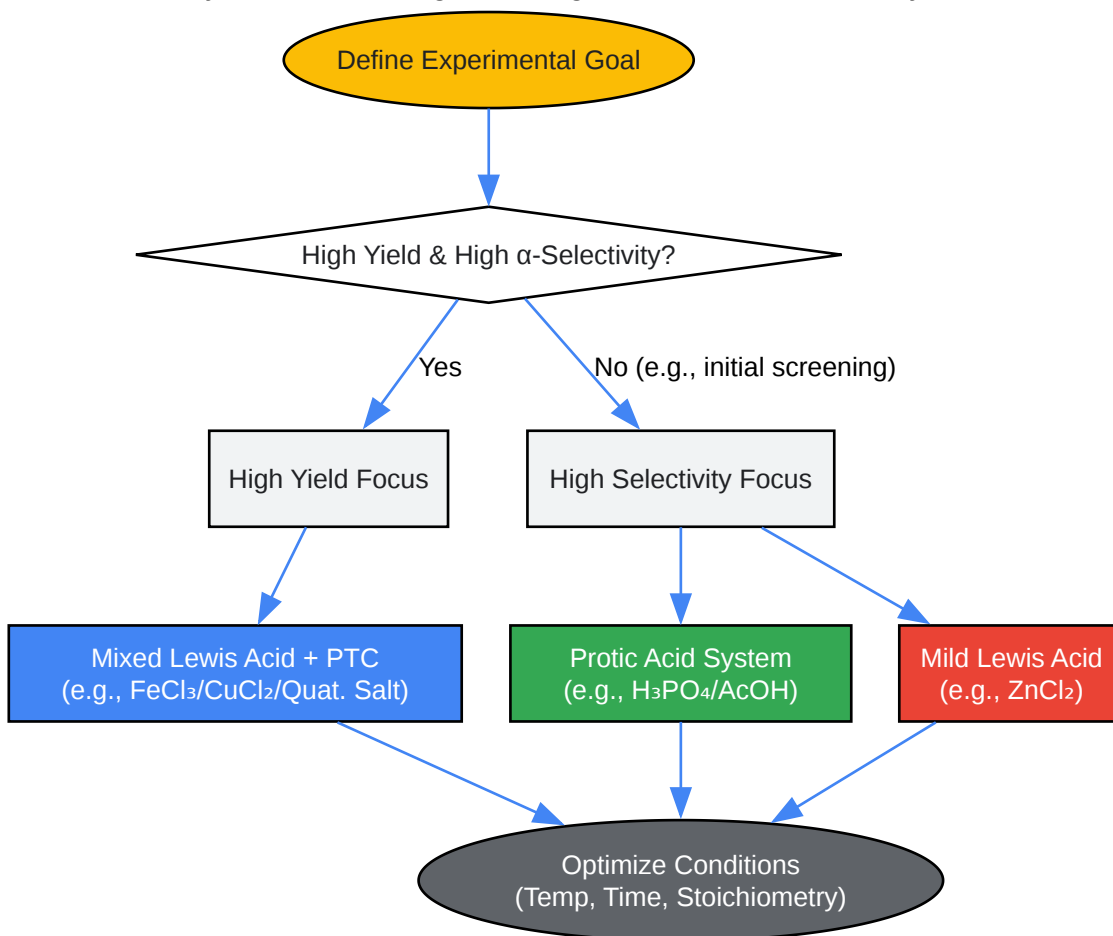 Define Experimental Goal
High Yield & High α-Selectivity?
Yes
No (e.g., initial screening)
High Yield Focus
High Selectivity Focus
Mixed Lewis Acid + PTC
(e.g., FeCl₃/CuCl₂/Quat. Salt)
Protic Acid System
(e.g., H₃PO₄/AcOH)
Mild Lewis Acid
(e.g., ZnCl₂)
Optimize Conditions
(Temp, Time, Stoichiometry)